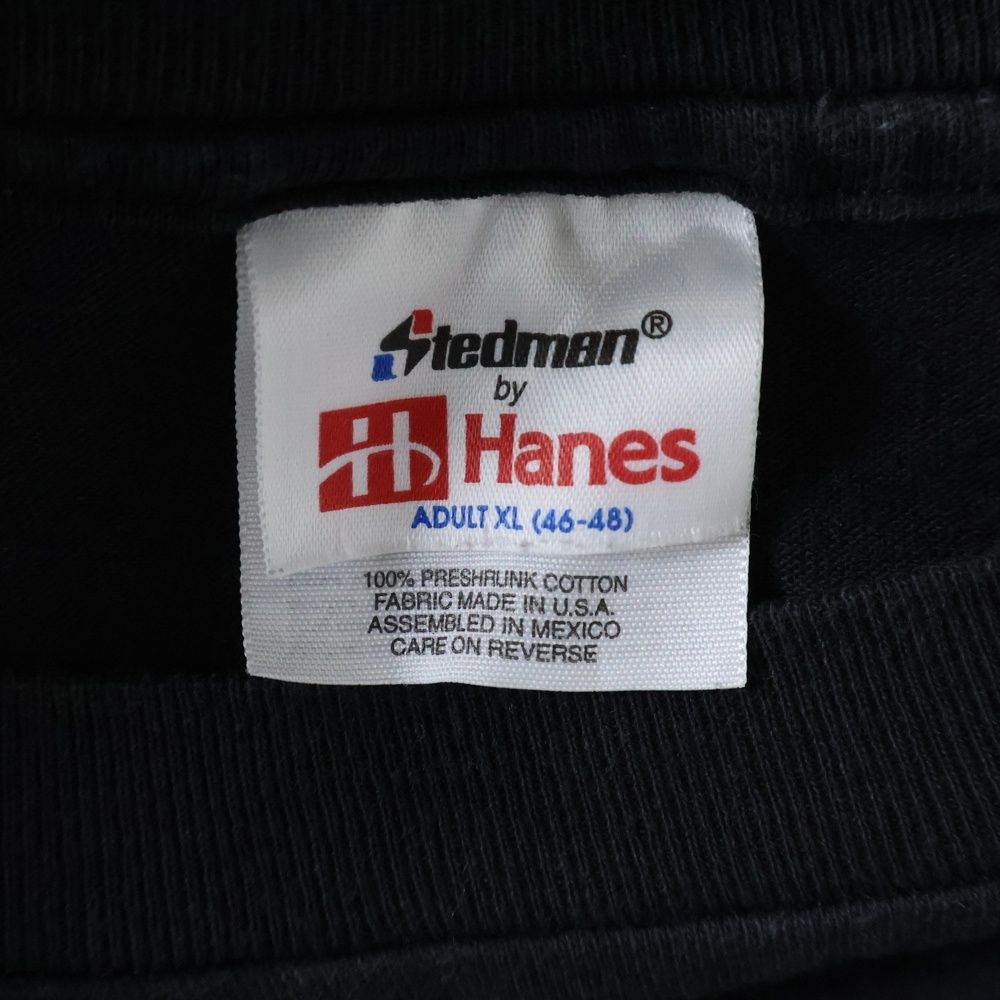 Stedman®
by
H Hanes
ADULT XL (46-48)
100% PRESHRUNK COTTON
FABRIC MADE IN U.S.A.
ASSEMBLED IN MEXICO
CARE ON REVERSE